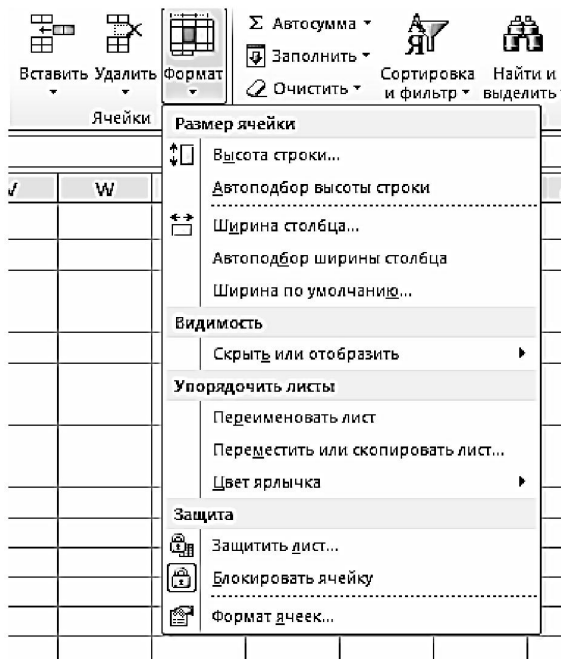 Σ Автосумма
Вставить Удалить Формат
Заполнить
Очистить
Сортировка и фильтр
Найти и выделить
Ячейки
Размер ячейки
Высота строки...
Автоподбор высоты строки
Ширина столбца...
Автоподбор ширины столбца
Ширина по умолчанию...
Видимость
Скрыть или отобразить
Упорядочить листы
Переименовать лист
Переместить или скопировать лист...
Цвет ярлычка
Защита
Защитить лист...
Блокировать ячейку
Формат ячеек...
W